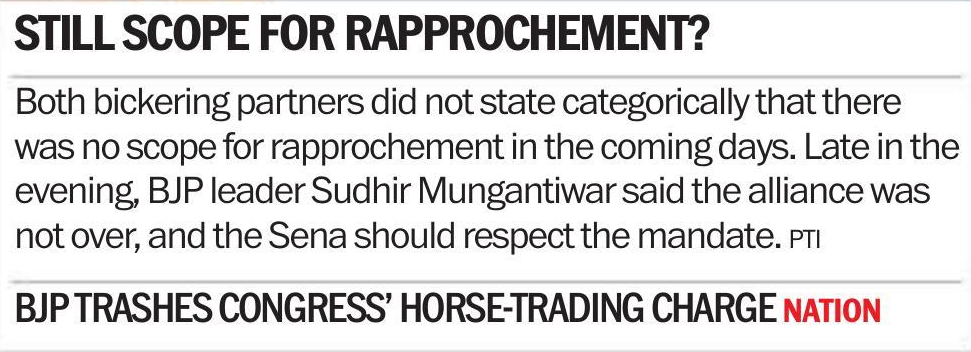 STILL SCOPE FOR RAPPROCHEMENT?
Both bickering partners did not state categorically that there
was no scope for rapprochement in the coming days. Late in the
evening, BJP leader Sudhir Mungantiwar said the alliance was
not over, and the Sena should respect the mandate. PTI
BJP TRASHES CONGRESS’ HORSE-TRADING CHARGE NATION